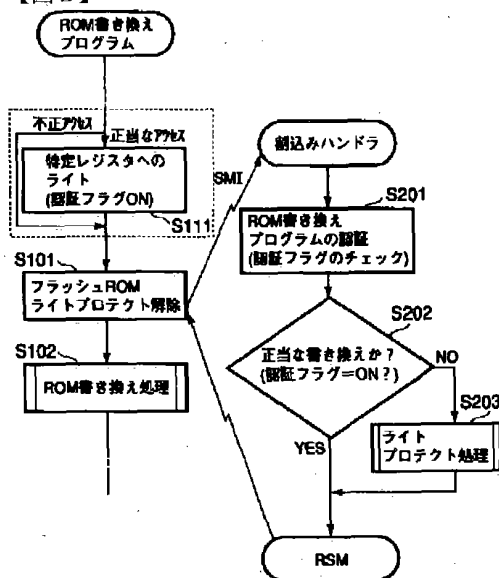 ROM書き換え
プログラム
不正アクセス
正当なアクセス
特定レジスタへの
ライト
(認証フラグON)
S111
S101
フラッシュROM
ライトプロテクト解除
S102
ROM書き換え処理
SMI
割込みハンドラ
S201
ROM書き換え
プログラムの認証
(認証フラグのチェック)
S202
正当な書き換えか?
(認証フラグ=ON?)
NO
S203
ライト
プロテクト処理
YES
RSM